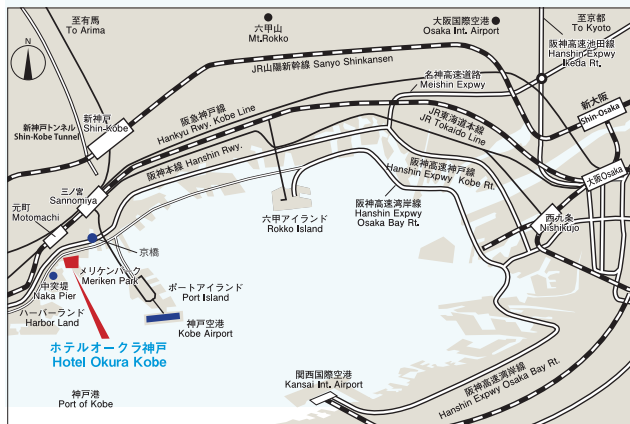 至有馬
To Arima
六甲山
Mt.Rokko
大阪国際空港
Osaka Int. Airport
至京都
To Kyoto
阪神高速池田線
Hanshin Expwy
Ikeda Rt.
N
JR山陽新幹線 Sanyo Shinkansen
名神高速道路
Meishin Expwy
新大阪
Shin-Osaka
新神戸
Shin-Kobe
新神戸トンネル
Shin-Kobe Tunnel
阪急神戸線
Hankyu Rwy. Kobe Line
JR東海道本線
JR Tokaido Line
阪神本線 Hanshin Rwy.
阪神高速神戸線
Hanshin Expwy Kobe Rt.
大阪Osaka
三ノ宮
Sannomiya
元町
Motomachi
六甲アイランド
Rokko Island
阪神高速湾岸線
Hanshin Expwy
Osaka Bay Rt.
西九条
Nishikujo
京橋
メリケンパーク
Meriken Park
中突堤
Naka Pier
ポートアイランド
Port Island
ハーバーランド
Harbor Land
神戸空港
Kobe Airport
ホテルオークラ神戸
Hotel Okura Kobe
関西国際空港
Kansai Int. Airport
阪神高速湾岸線
Hanshin Expwy Osaka Bay Rt.
神戸港
Port of Kobe